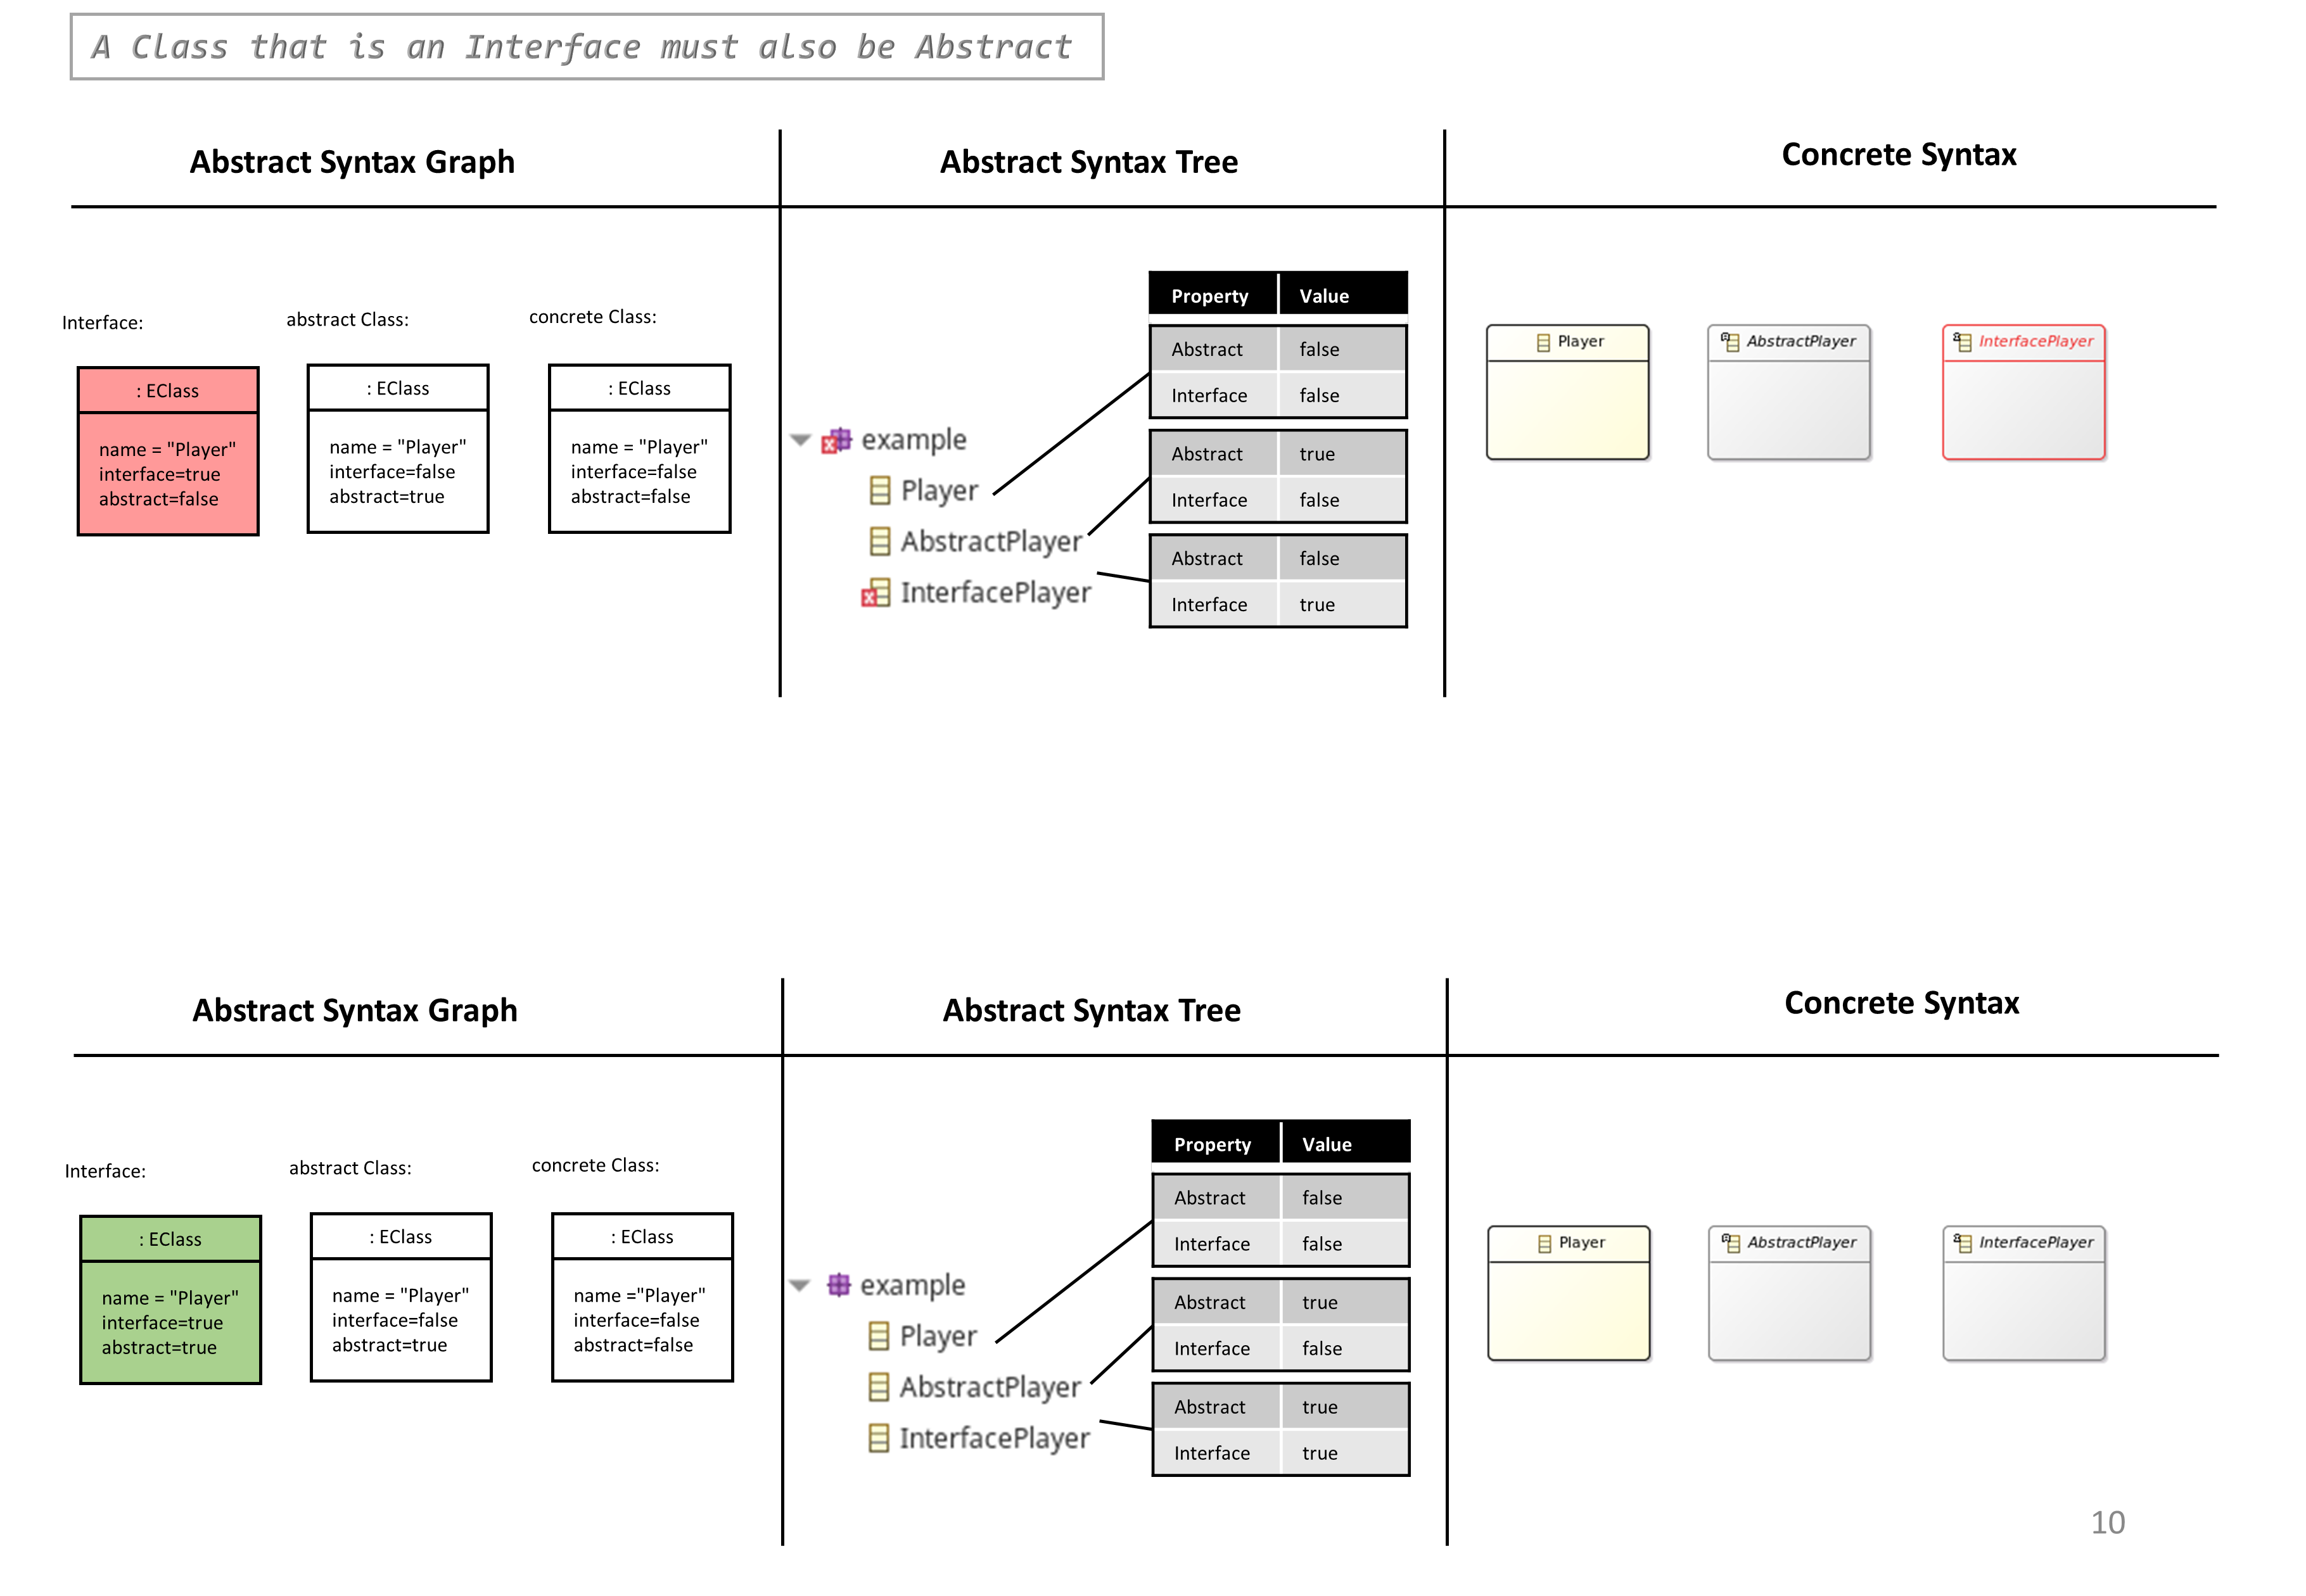 A Class that is an Interface must also be Abstract
Abstract Syntax Graph
Abstract Syntax Tree
Concrete Syntax
Interface:
abstract Class:
concrete Class:
: EClass
name = "Player"
interface=true
abstract=false
: EClass
name = "Player"
interface=false
abstract=true
: EClass
name = "Player"
interface=false
abstract=false
example
Player
AbstractPlayer
InterfacePlayer
Property Value
Abstract false
Interface false
Abstract true
Interface false
Abstract false
Interface true
Player
AbstractPlayer
InterfacePlayer
Abstract Syntax Graph
Abstract Syntax Tree
Concrete Syntax
Interface:
abstract Class:
concrete Class:
: EClass
name = "Player"
interface=true
abstract=true
: EClass
name = "Player"
interface=false
abstract=true
: EClass
name ="Player"
interface=false
abstract=false
example
Player
AbstractPlayer
InterfacePlayer
Property Value
Abstract false
Interface false
Abstract true
Interface false
Abstract true
Interface true
Player
AbstractPlayer
InterfacePlayer
10